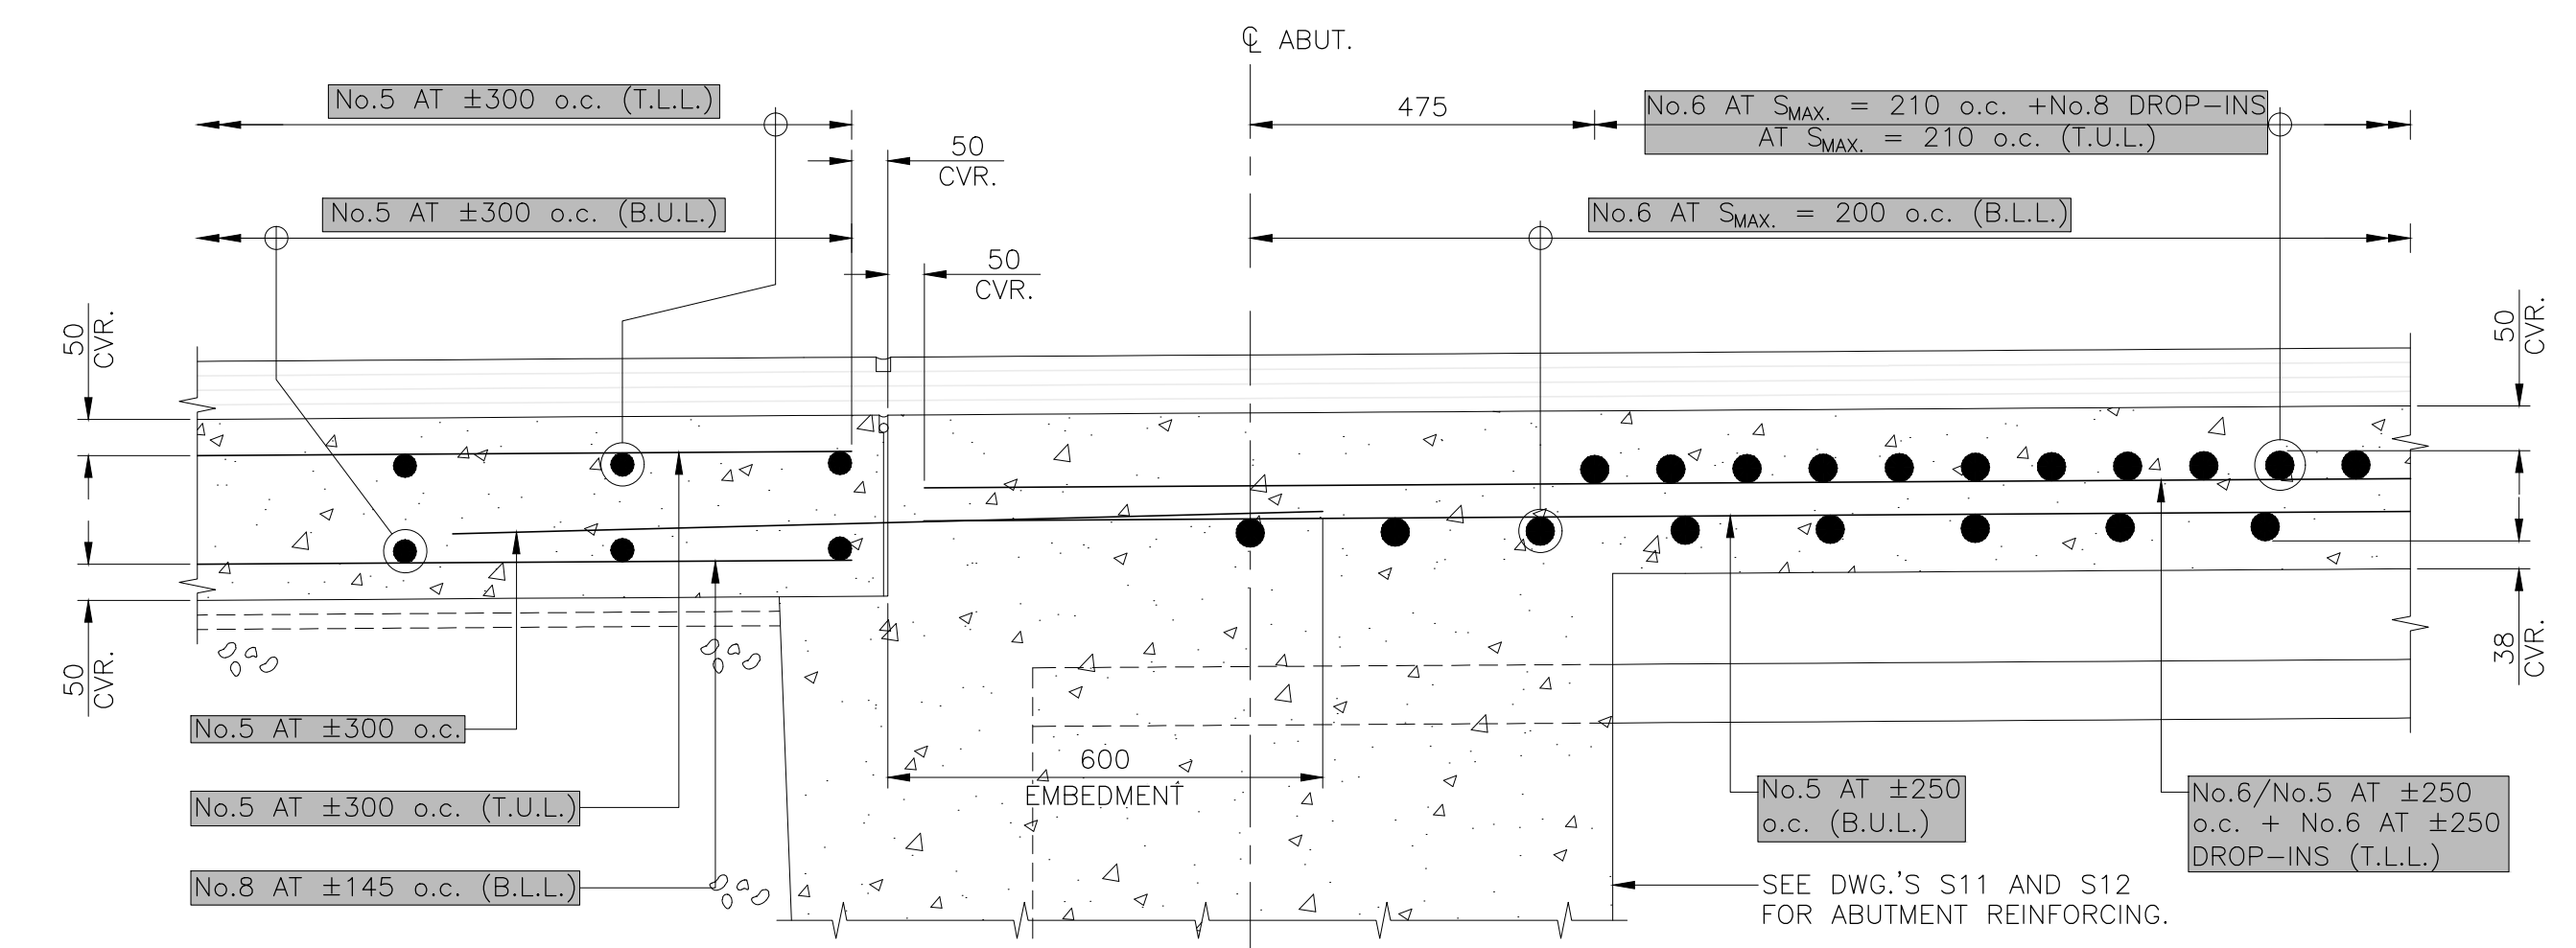 ℄ ABUT.
No.5 AT ±300 o.c. (T.L.L.)
475
No.6 AT SMAX. = 210 o.c. +No.8 DROP-INS
AT SMAX. = 210 o.c. (T.U.L.)
50
CVR.
No.5 AT ±300 o.c. (B.U.L.)
No.6 AT SMAX. = 200 o.c. (B.L.L.)
50
CVR.
50
CVR.
50
CVR.
50
CVR.
38
CVR.
No.5 AT ±300 o.c.
600
EMBEDMENT
No.5 AT ±300 o.c. (T.U.L.)
No.5 AT ±250
o.c. (B.U.L.)
No.6/No.5 AT ±250
o.c. + No.6 AT ±250
DROP-INS (T.L.L.)
No.8 AT ±145 o.c. (B.L.L.)
SEE DWG.'S S11 AND S12
FOR ABUTMENT REINFORCING.